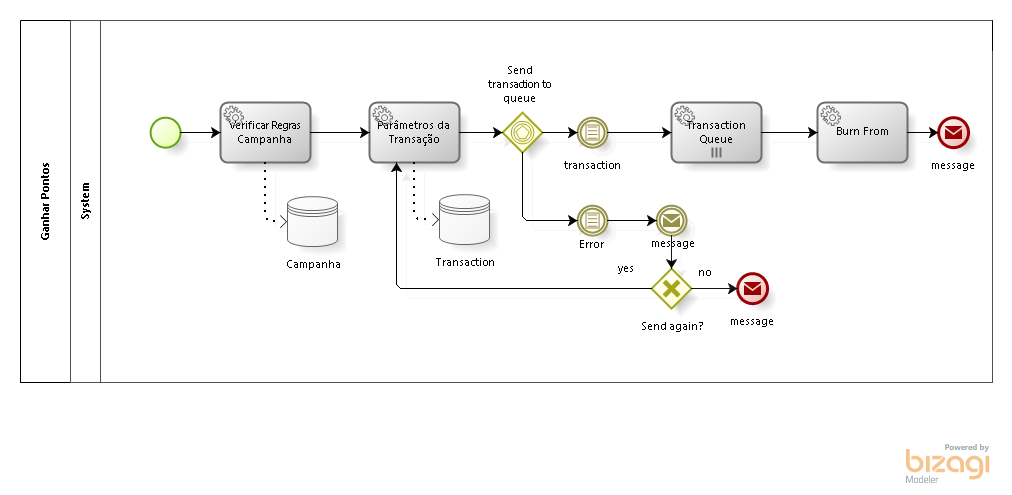 Ganhar Pontos
System
Verificar Regras
Campanha
Campanha
Parâmetros da
Transação
Transaction
Send
transaction to
queue
transaction
Transaction
Queue
Burn From
message
Error
message
yes
no
Send again?
message
Powered by
bizagi
Modeler